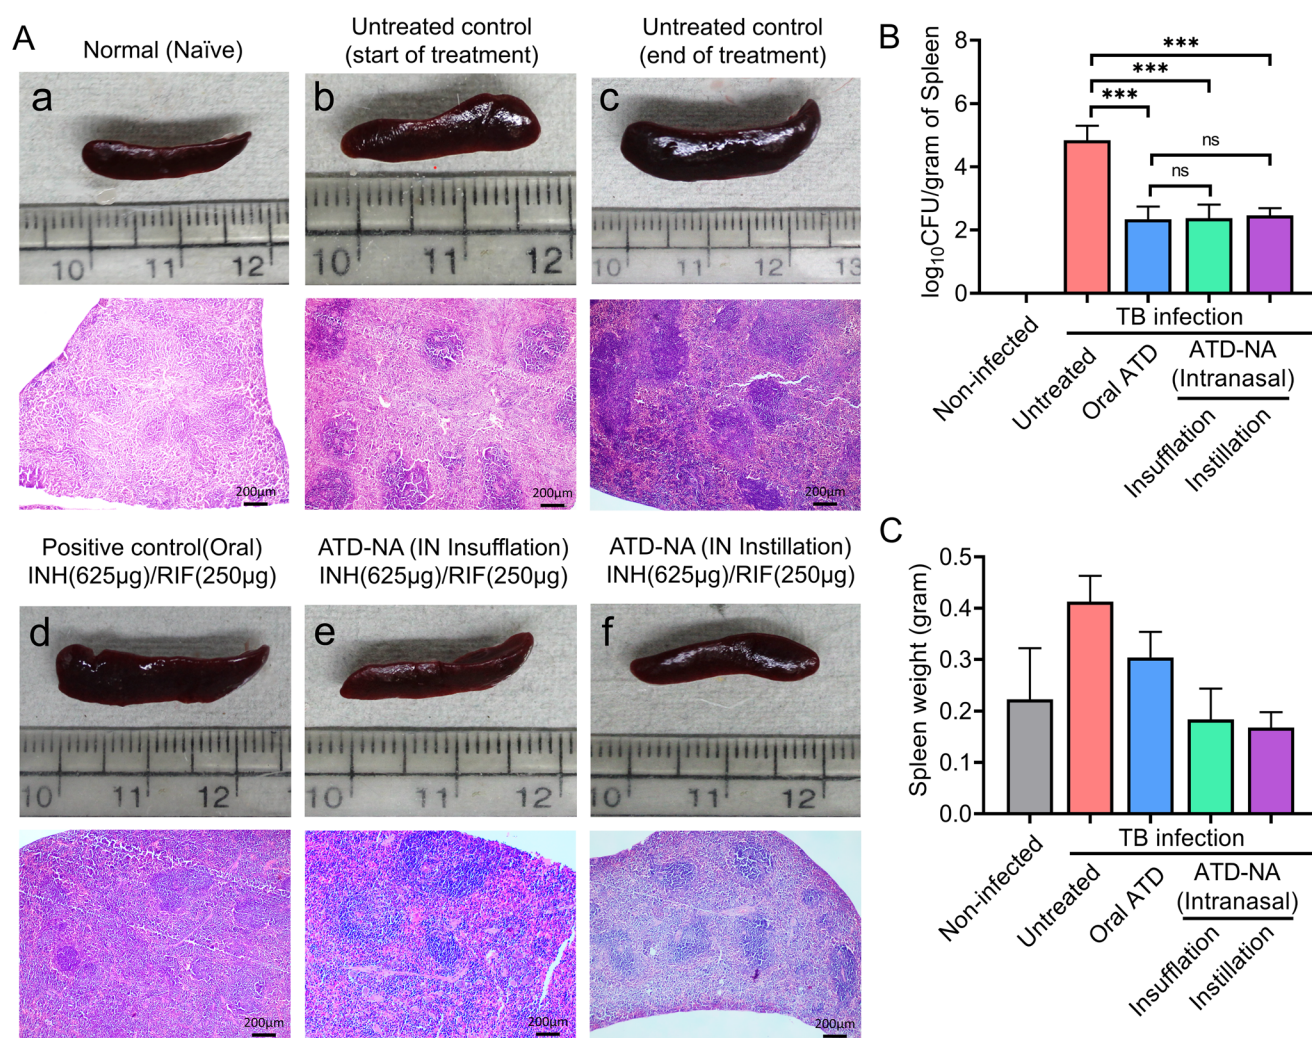 A
Normal (Naïve)
Untreated control
(start of treatment)
Untreated control
(end of treatment)
a
b
c
10 11 12
10 11 12
10 11 12 13
200µm
200µm
200µm
Positive control(Oral)
INH(625µg)/RIF(250µg)
ATD-NA (IN Insufflation)
INH(625µg)/RIF(250µg)
ATD-NA (IN Instillation)
INH(625µg)/RIF(250µg)
d
e
f
10 11 12
10 11 12
10 11 12
200µm
200µm
200µm
B
log10CFU/gram of Spleen
8
6
4
2
0
***
***
***
ns
ns
Non-infected
Untreated
Oral ATD
TB infection
ATD-NA
(Intranasal)
Insufflation
Instillation
C
Spleen weight (gram)
0.5
0.4
0.3
0.2
0.1
0.0
Non-infected
Untreated
Oral ATD
TB infection
ATD-NA
(Intranasal)
Insufflation
Instillation